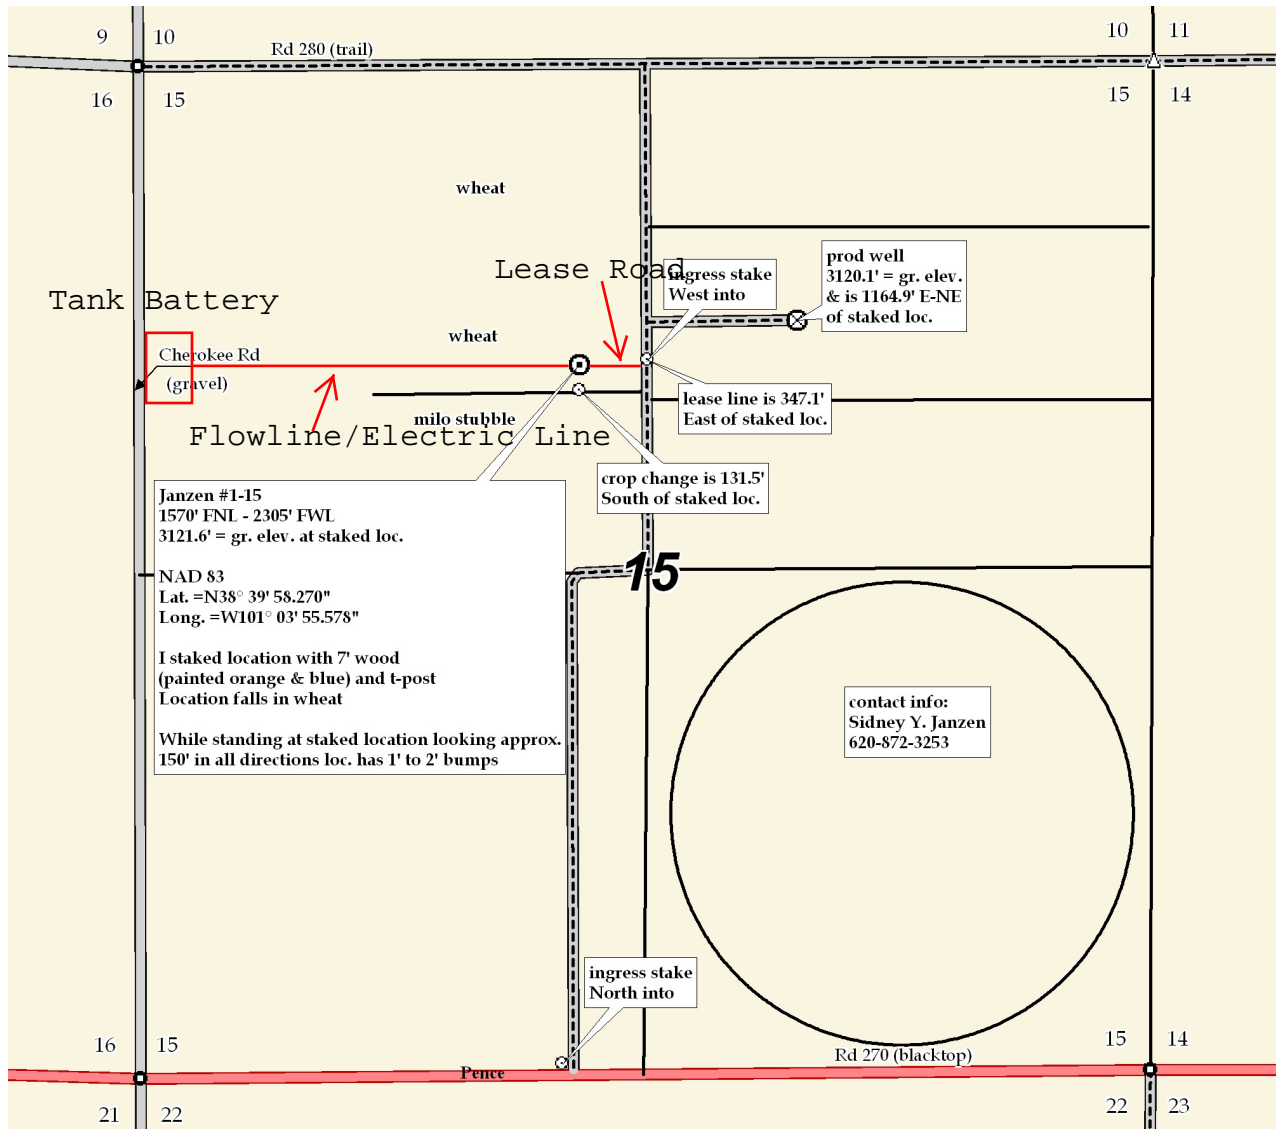 9 10
10 11
Rd 280 (trail)
16 15
15 14
wheat
prod well
3120.1' = gr. elev.
& is 1164.9' E-NE
of staked loc.
Lease Road
ingress stake
West into
Tank Battery
wheat
Cherokee Rd
(gravel)
lease line is 347.1'
East of staked loc.
milo stubble
Flowline/Electric Line
crop change is 131.5'
South of staked loc.
Janzen #1-15
1570' FNL - 2305' FWL
3121.6' = gr. elev. at staked loc.
NAD 83
Lat. =N38° 39' 58.270"
Long. =W101° 03' 55.578"
I staked location with 7' wood
(painted orange & blue) and t-post
Location falls in wheat
While standing at staked location looking approx.
150' in all directions loc. has 1' to 2' bumps
15
contact info:
Sidney Y. Janzen
620-872-3253
ingress stake
North into
16 15
15 14
Rd 270 (blacktop)
Pence
21 22
22 23